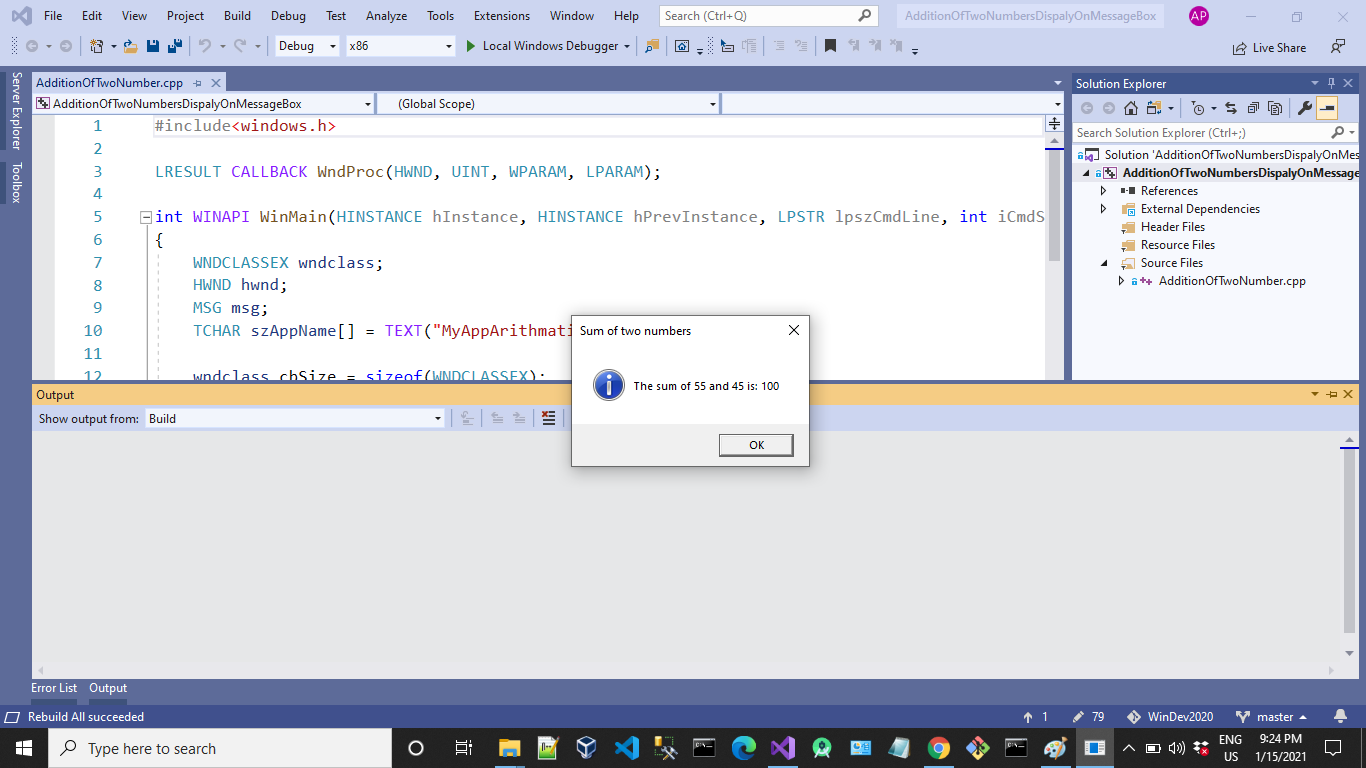 File Edit View Project Build Debug Test Analyze Tools Extensions Window Help Search (Ctrl+Q) AdditionOfTwoNumbersDispalyOnMessageBox AP
Debug x86 Local Windows Debugger Live Share
Server Explorer
Toolbox
AdditionOfTwoNumber.cpp
AdditionOfTwoNumbersDispalyOnMessageBox (Global Scope)
1 #include<windows.h>
2
3 LRESULT CALLBACK WndProc(HWND, UINT, WPARAM, LPARAM);
4
5 int WINAPI WinMain(HINSTANCE hInstance, HINSTANCE hPrevInstance, LPSTR lpszCmdLine, int iCmdS
6 {
7 WNDCLASSEX wndclass;
8 HWND hwnd;
9 MSG msg;
10 TCHAR szAppName[] = TEXT("MyAppArithmati
11
12 wndclass.cbSize = sizeof(WNDCLASSEX);
Solution Explorer
Search Solution Explorer (Ctrl+;)
Solution 'AdditionOfTwoNumbersDispalyOnMes
AdditionOfTwoNumbersDispalyOnMessage
References
External Dependencies
Header Files
Resource Files
Source Files
AdditionOfTwoNumber.cpp
Sum of two numbers
The sum of 55 and 45 is: 100
OK
Output
Show output from: Build
Error List Output
Rebuild All succeeded 1 79 WinDev2020 master
Type here to search
ENG
US
9:24 PM
1/15/2021